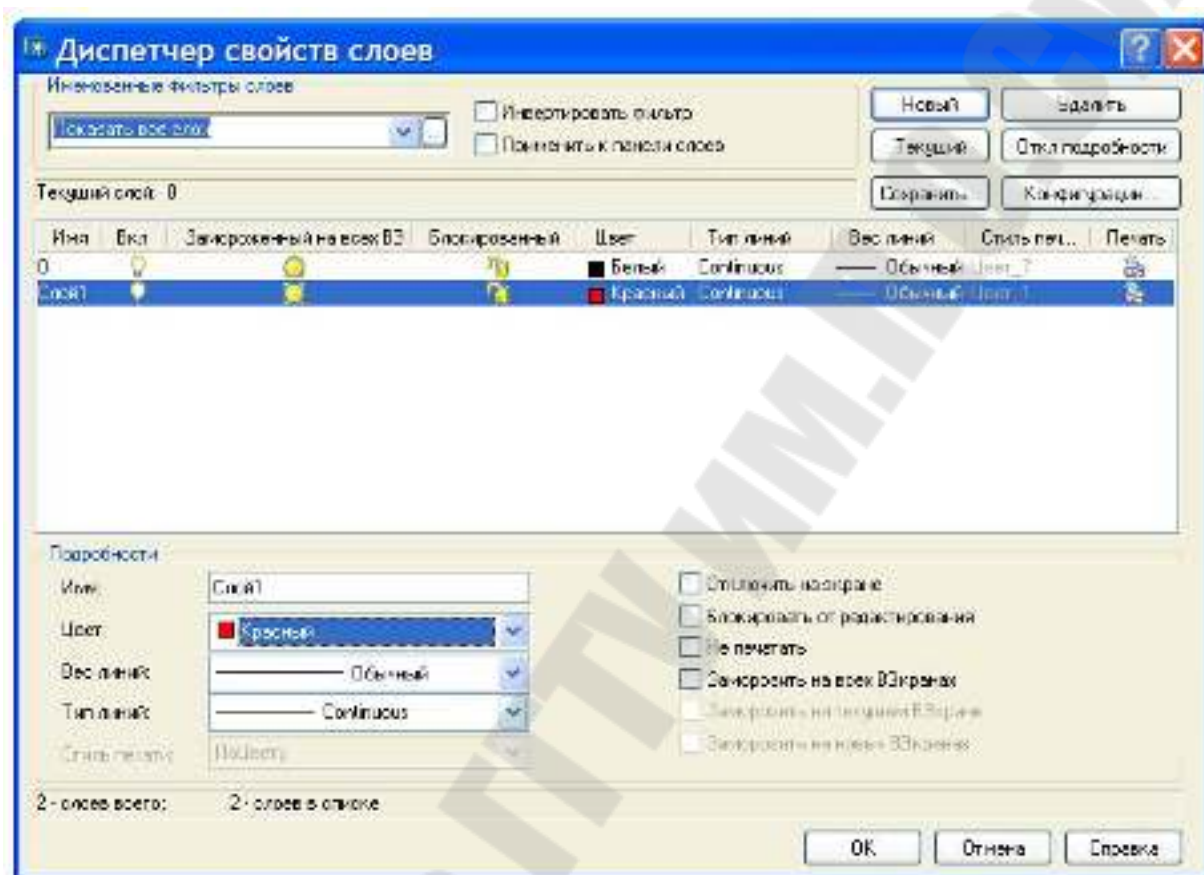 Диспетчер свойств слоев
Именованные фильтры слоев
Показать все слои
...
Инвертировать фильтр
Применить к панели слоев
Новый Удалить
Текущий Откл подробности
Сохранить... Конфигурации...
Текущий слой: 0
Имя Вкл Замороженный на всех ВЭ Блокированный Цвет Тип линий Вес линий Стиль печ... Печать
0 Белый Continuous Обычный Цвет_7
Слой1 Красный Continuous Обычный Цвет_1
Подробности
Имя: Слой1
Цвет Красный
Вес линий: Обычный
Тип линий: Continuous
Стиль печати: ПоЦвету
Отключить на экране
Блокировать от редактирования
Не печатать
Заморозить на всех ВЭкранах
Заморозить на текущем ВЭкране
Заморозить на новых ВЭкранах
2 - слоев всего; 2 - слоев в списке
OK Отмена Справка